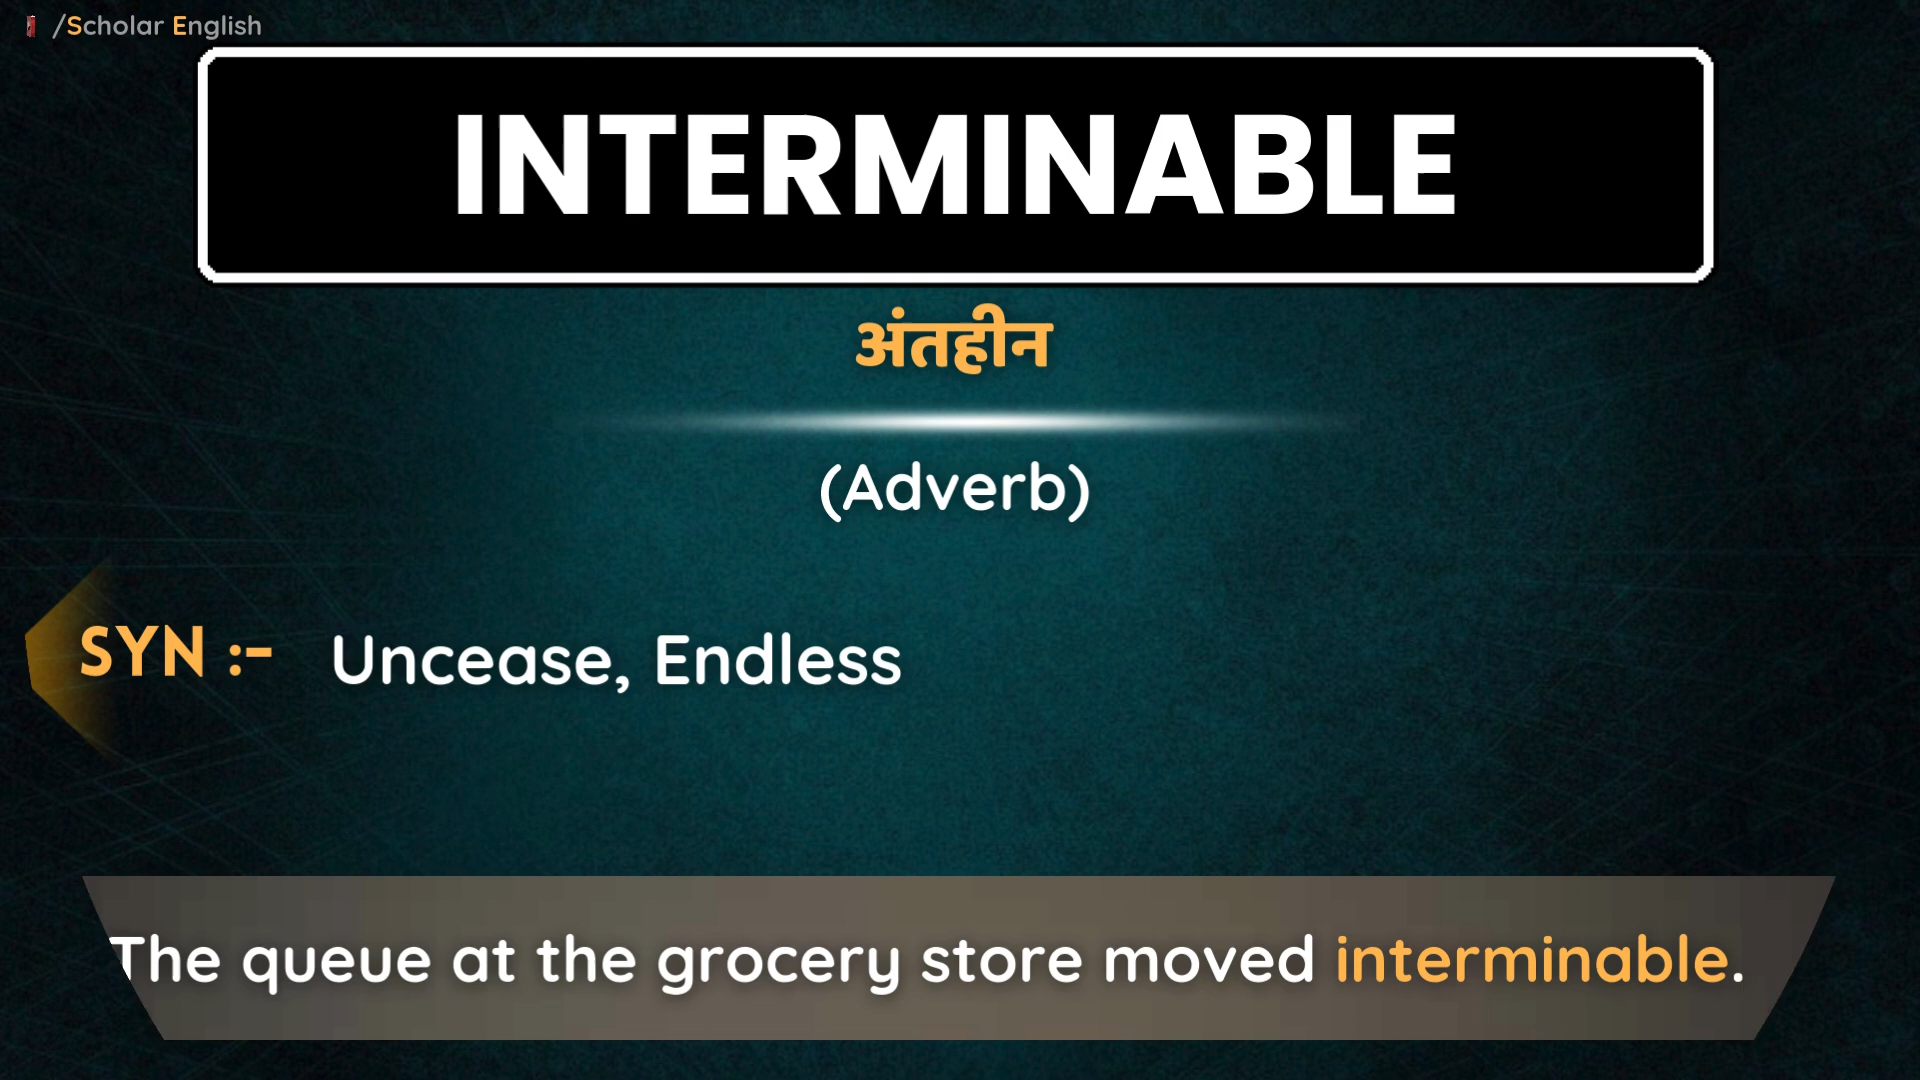 /Scholar English
INTERMINABLE
अंतहीन
(Adverb)
SYN :- Uncease, Endless
The queue at the grocery store moved interminable.